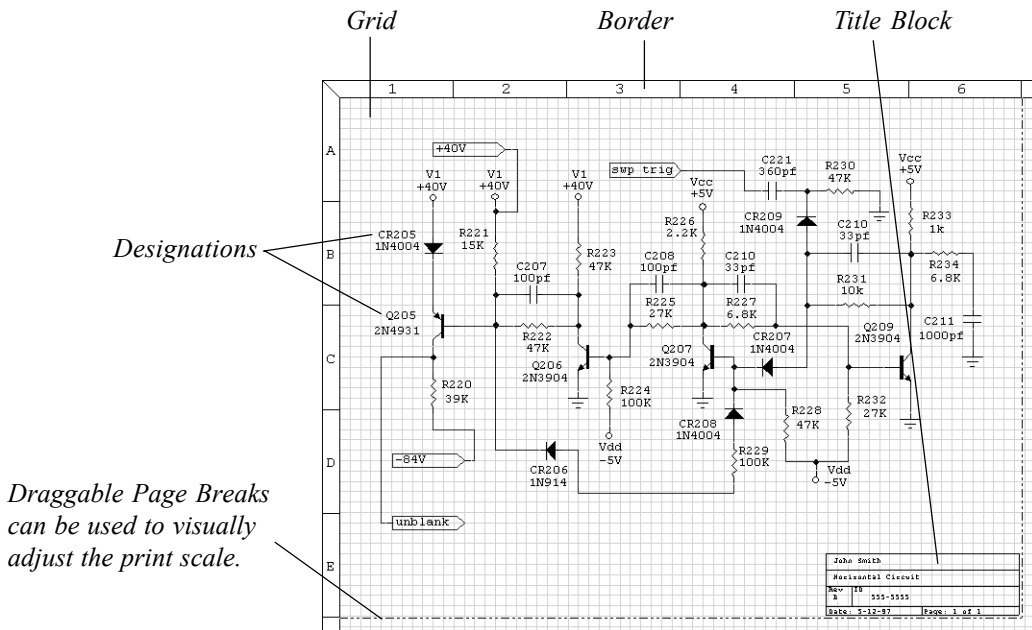 Grid
Border
Title Block
1 2 3 4 5 6
A
+40V
swp trig
C221
360pf
R230
47K
Vcc
+5V
V1
+40V
V1
+40V
V1
+40V
Vcc
+5V
Designations
B
CR205
1N4004
R221
15K
C207
100pf
R223
47K
C208
100pf
R226
2.2K
C210
33pf
CR209
1N4004
C210
33pf
R233
1k
R234
6.8K
R231
10k
R225
27K
R227
6.8K
C
Q205
2N4931
R222
47K
Q206
2N3904
Q207
2N3904
CR207
1N4004
Q209
2N3904
C211
1000pf
R220
39K
R224
100K
CR208
1N4004
R228
47K
R232
27K
D
-84V
CR206
1N914
Vdd
-5V
R229
100K
Vdd
-5V
Draggable Page Breaks
can be used to visually
adjust the print scale.
unblank
E
John Smith
Horizontal Circuit
Rev ID
B 555-5555
Date: 5-12-97 Page: 1 of 1